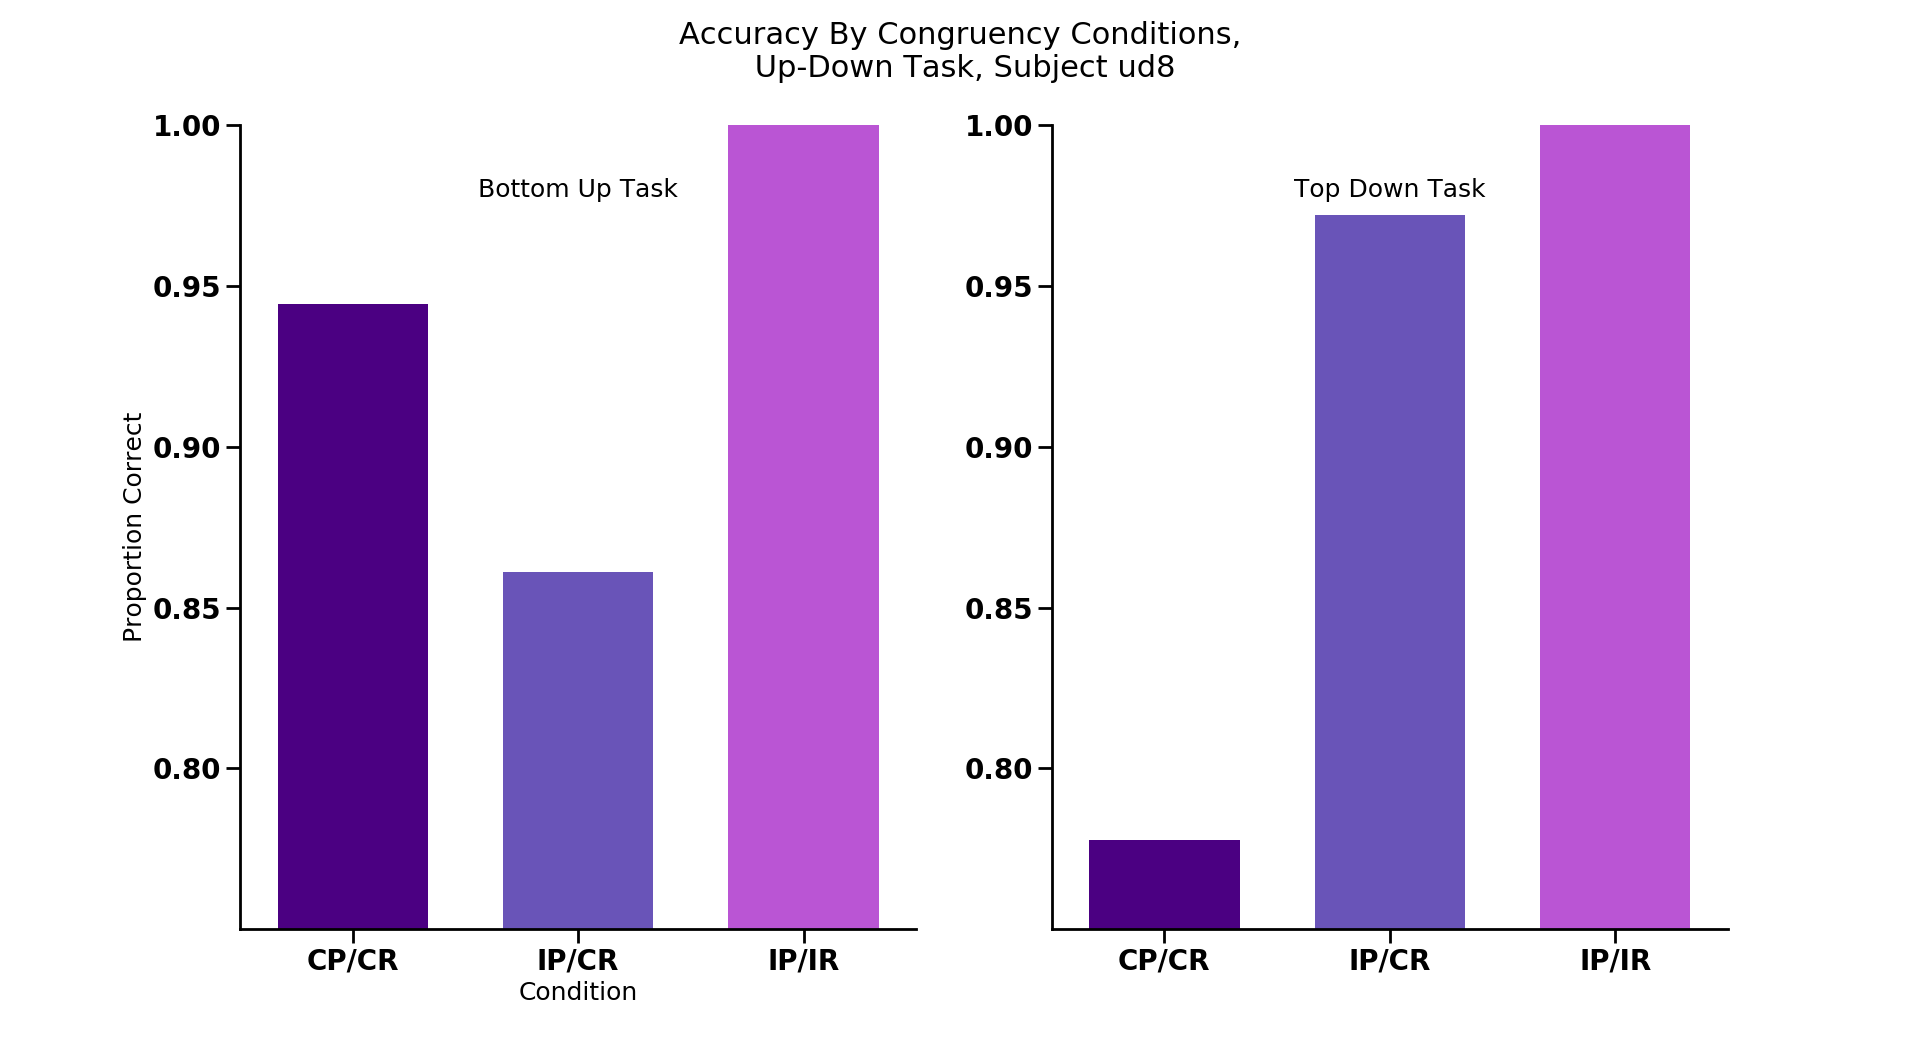 Accuracy By Congruency Conditions,
Up-Down Task, Subject ud8
Proportion Correct
1.00
0.95
0.90
0.85
0.80
Bottom Up Task
CP/CR
IP/CR
IP/IR
Condition
1.00
0.95
0.90
0.85
0.80
Top Down Task
CP/CR
IP/CR
IP/IR